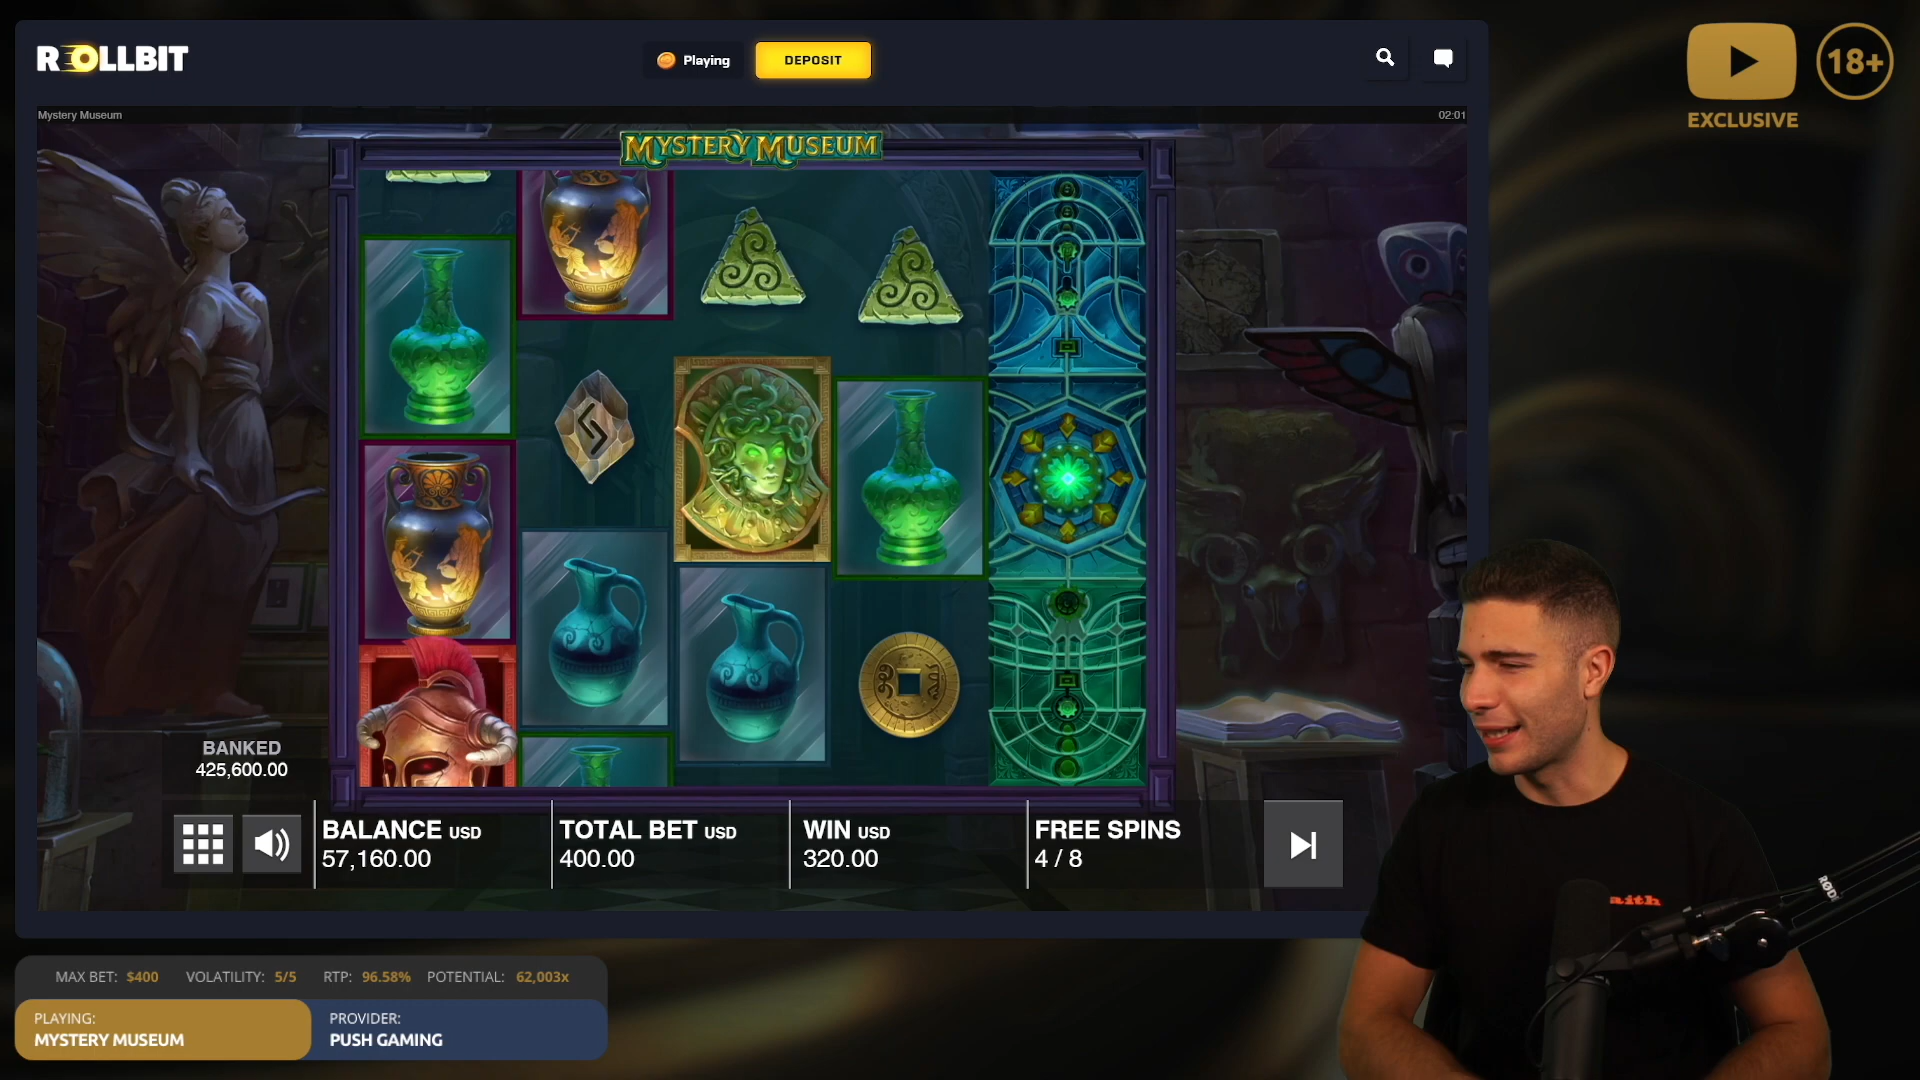 ROLLBIT
Playing
DEPOSIT
18+
EXCLUSIVE
Mystery Museum
02:01
MYSTERY MUSEUM
BANKED
425,600.00
BALANCE USD
57,160.00
TOTAL BET USD
400.00
WIN USD
320.00
FREE SPINS
4 / 8
aith
RØDE
MAX BET: $400 VOLATILITY: 5/5 RTP: 96.58% POTENTIAL: 62,003x
PLAYING:
MYSTERY MUSEUM
PROVIDER:
PUSH GAMING